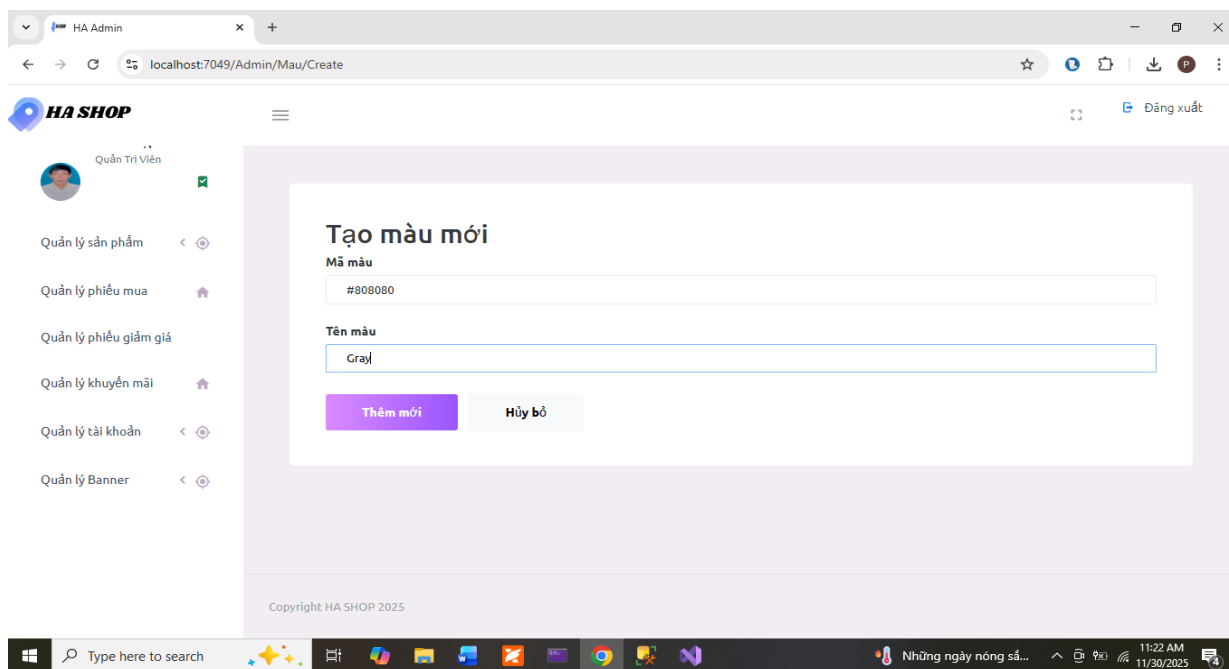 HA Admin
localhost:7049/Admin/Mau/Create
HA SHOP
Đăng xuất
Quản Trị Viên
Quản lý sản phẩm
Quản lý phiếu mua
Quản lý phiếu giảm giá
Quản lý khuyến mãi
Quản lý tài khoản
Quản lý Banner
Tạo màu mới
Mã màu
#808080
Tên màu
Gray
Thêm mới Hủy bỏ
Copyright HA SHOP 2025
Type here to search
Những ngày nóng sắ...
11:22 AM
11/30/2025
P
4